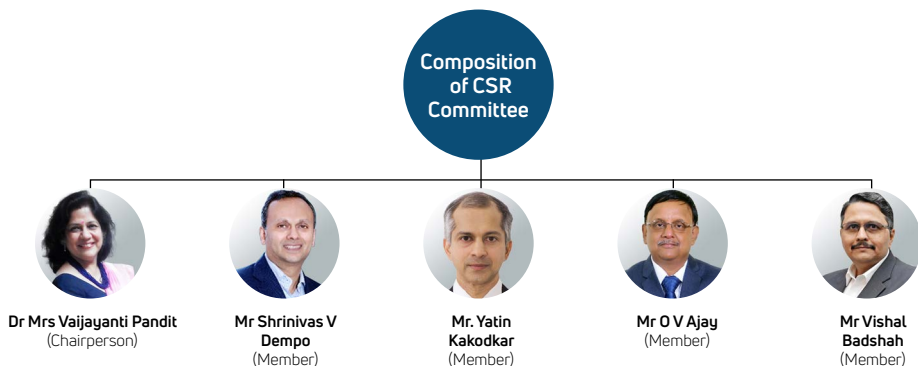 Composition
of CSR
Committee
Dr Mrs Vaijayanti Pandit
(Chairperson)
Mr Shrinivas V
Dempo
(Member)
Mr. Yatin
Kakodkar
(Member)
Mr O V Ajay
(Member)
Mr Vishal
Badshah
(Member)